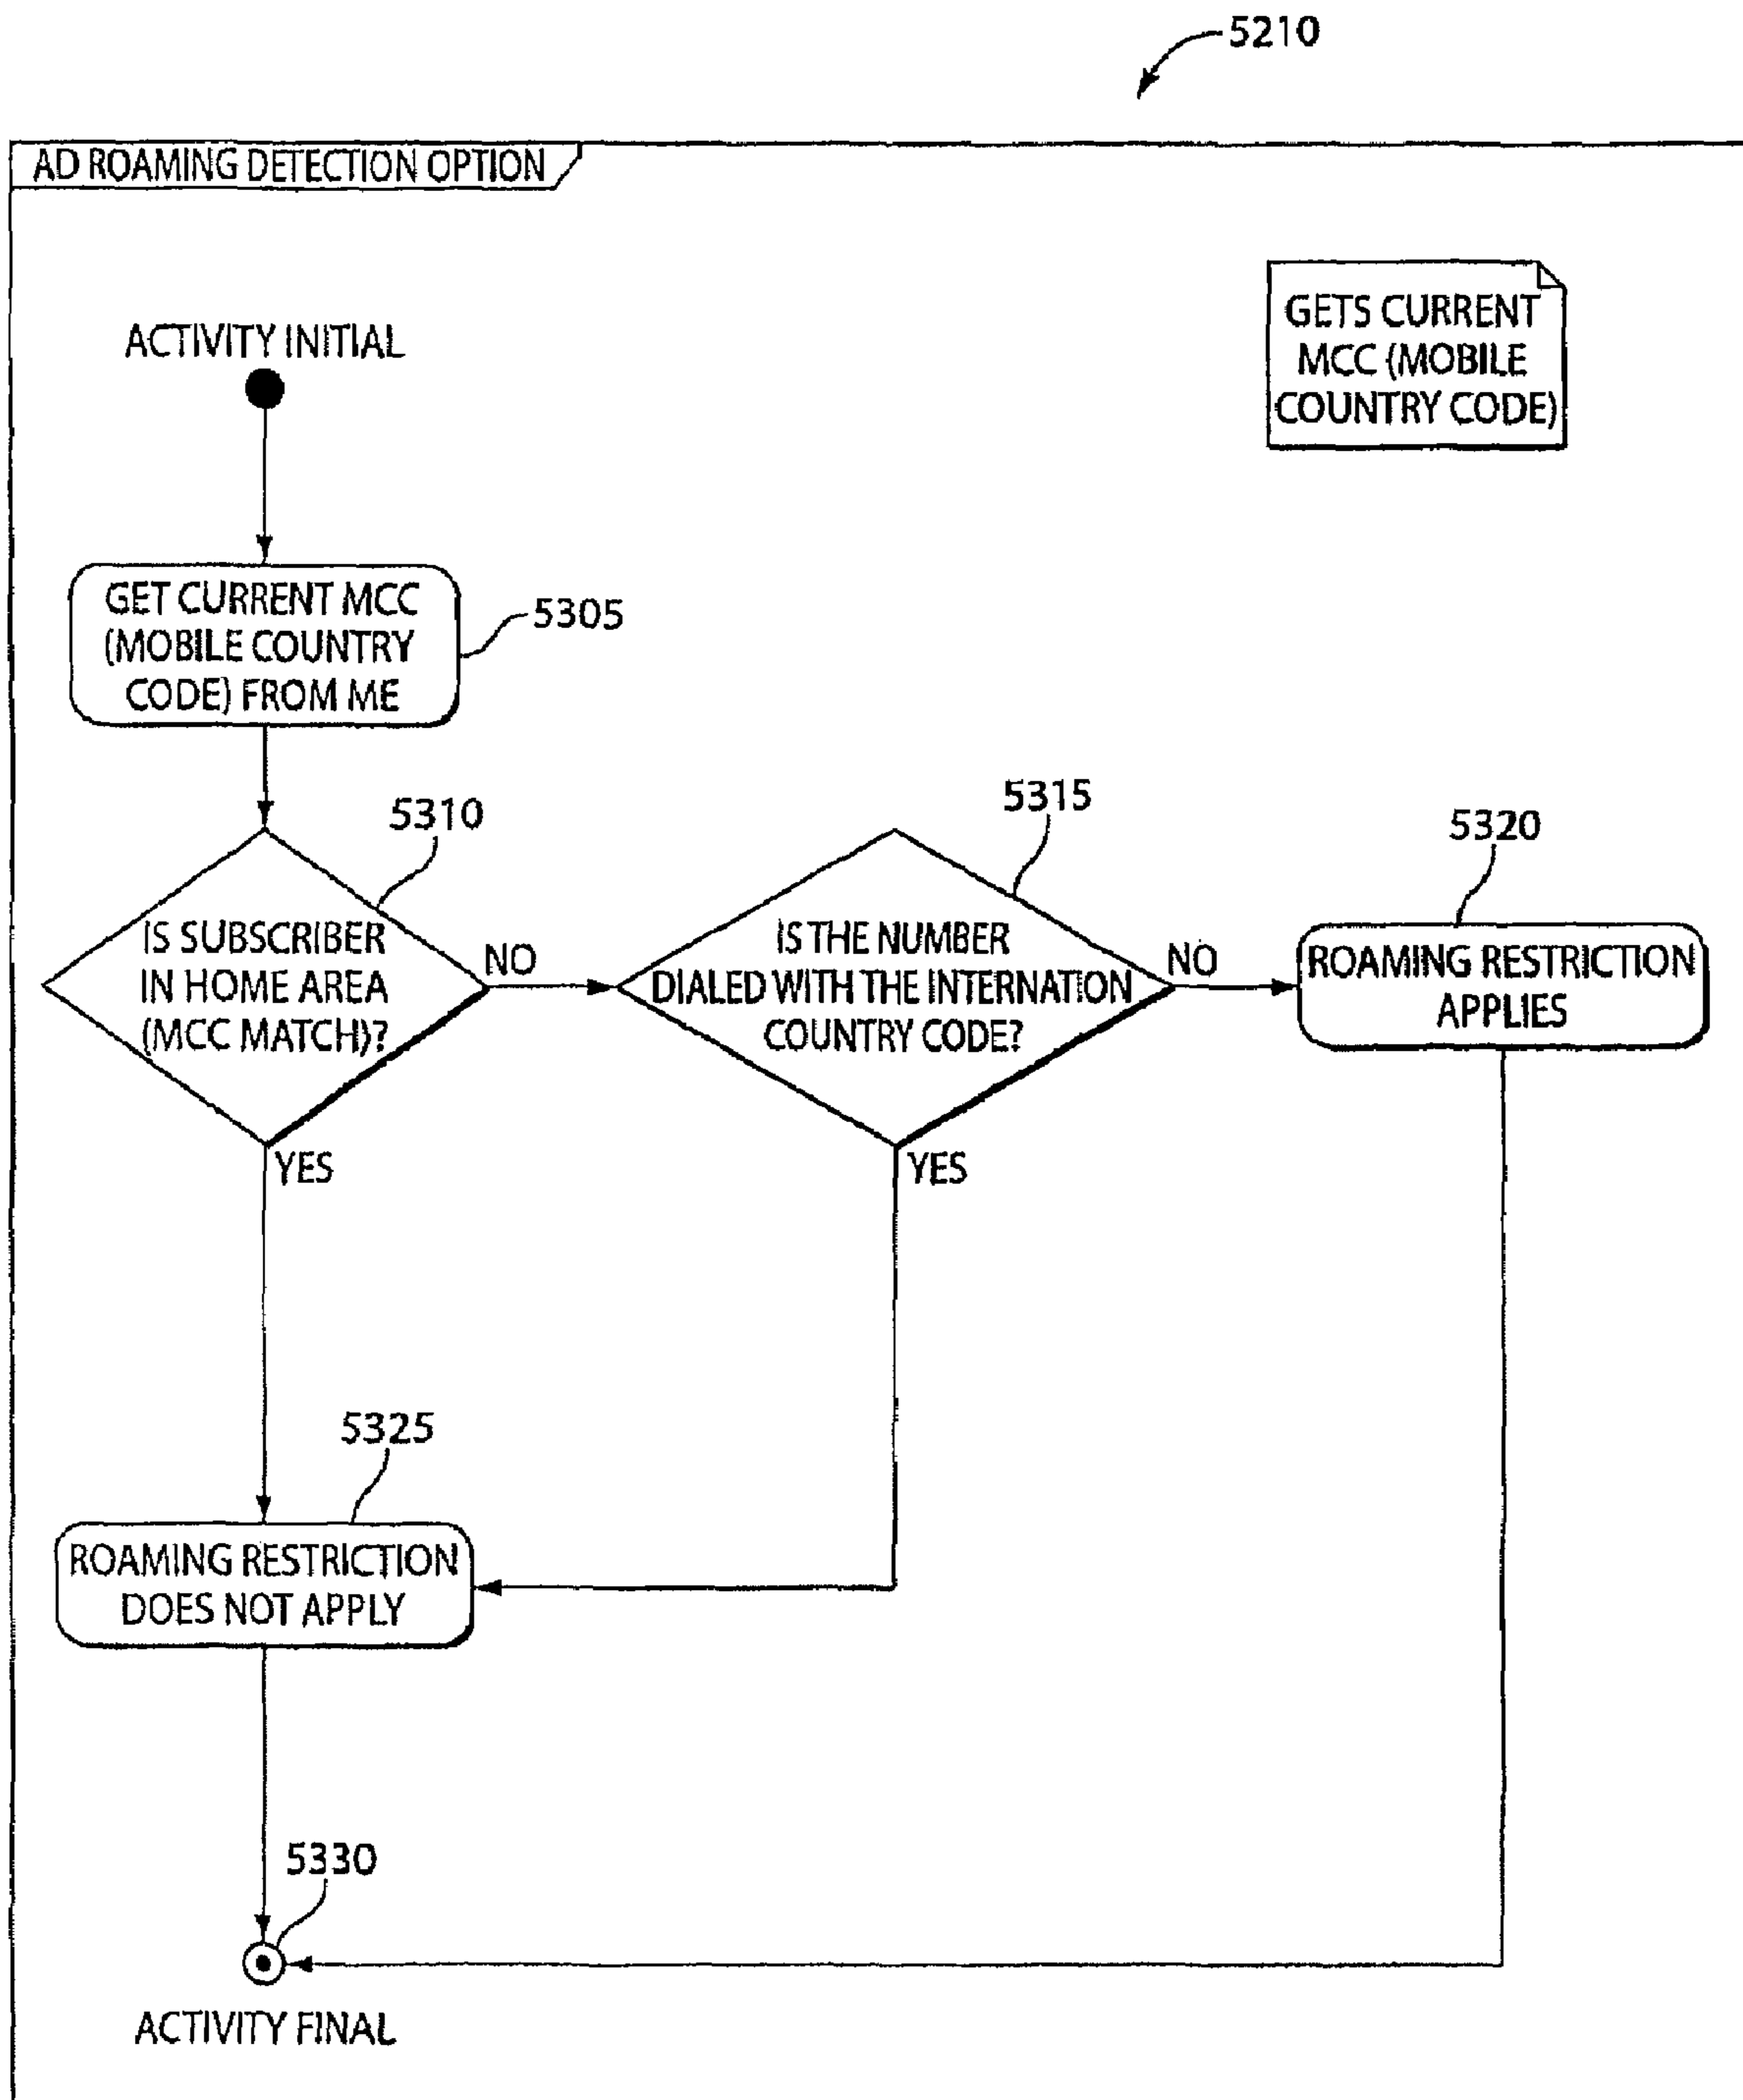 5210
AD ROAMING DETECTION OPTION
GETS CURRENT
MCC (MOBILE
COUNTRY CODE)
ACTIVITY INITIAL
GET CURRENT MCC
(MOBILE COUNTRY
CODE) FROM ME
5305
5310
IS SUBSCRIBER
IN HOME AREA
(MCC MATCH)?
NO
YES
5315
IS THE NUMBER
DIALED WITH THE INTERNATION
COUNTRY CODE?
NO
YES
5320
ROAMING RESTRICTION
APPLIES
5325
ROAMING RESTRICTION
DOES NOT APPLY
5330
ACTIVITY FINAL